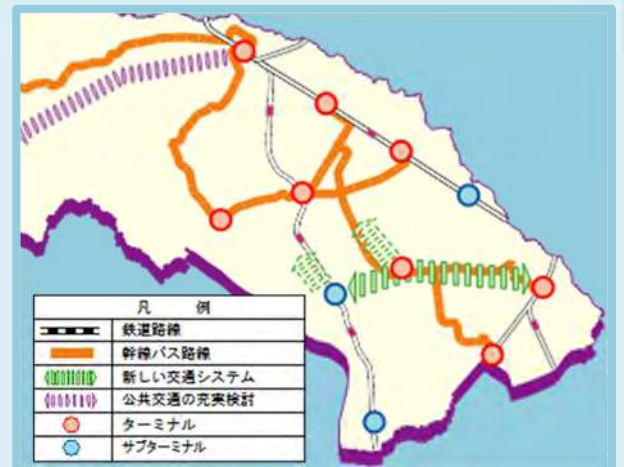 凡 例
鉄道路線
幹線バス路線
新しい交通システム
公共交通の充実検討
ターミナル
サブターミナル